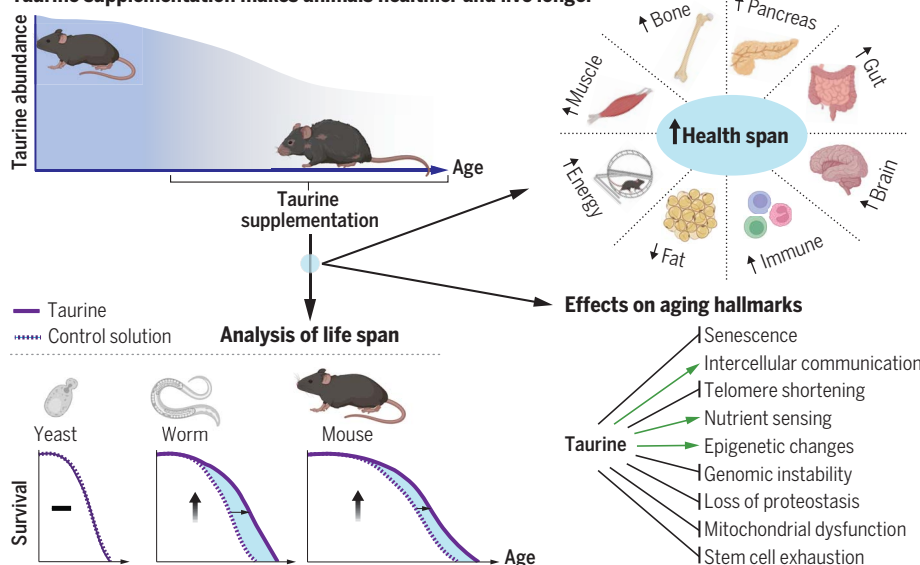 Taurine supplementation makes animals healthier and live longer
Taurine abundance
Age
Taurine
supplementation
↑ Bone
↑ Pancreas
↑ Muscle
↑ Gut
↑ Health span
↑ Energy
↑ Brain
↓ Fat
↑ Immune
Taurine
Control solution
Analysis of life span
Effects on aging hallmarks
Yeast
Worm
Mouse
Survival
Age
Taurine
Senescence
Intercellular communication
Telomere shortening
Nutrient sensing
Epigenetic changes
Genomic instability
Loss of proteostasis
Mitochondrial dysfunction
Stem cell exhaustion